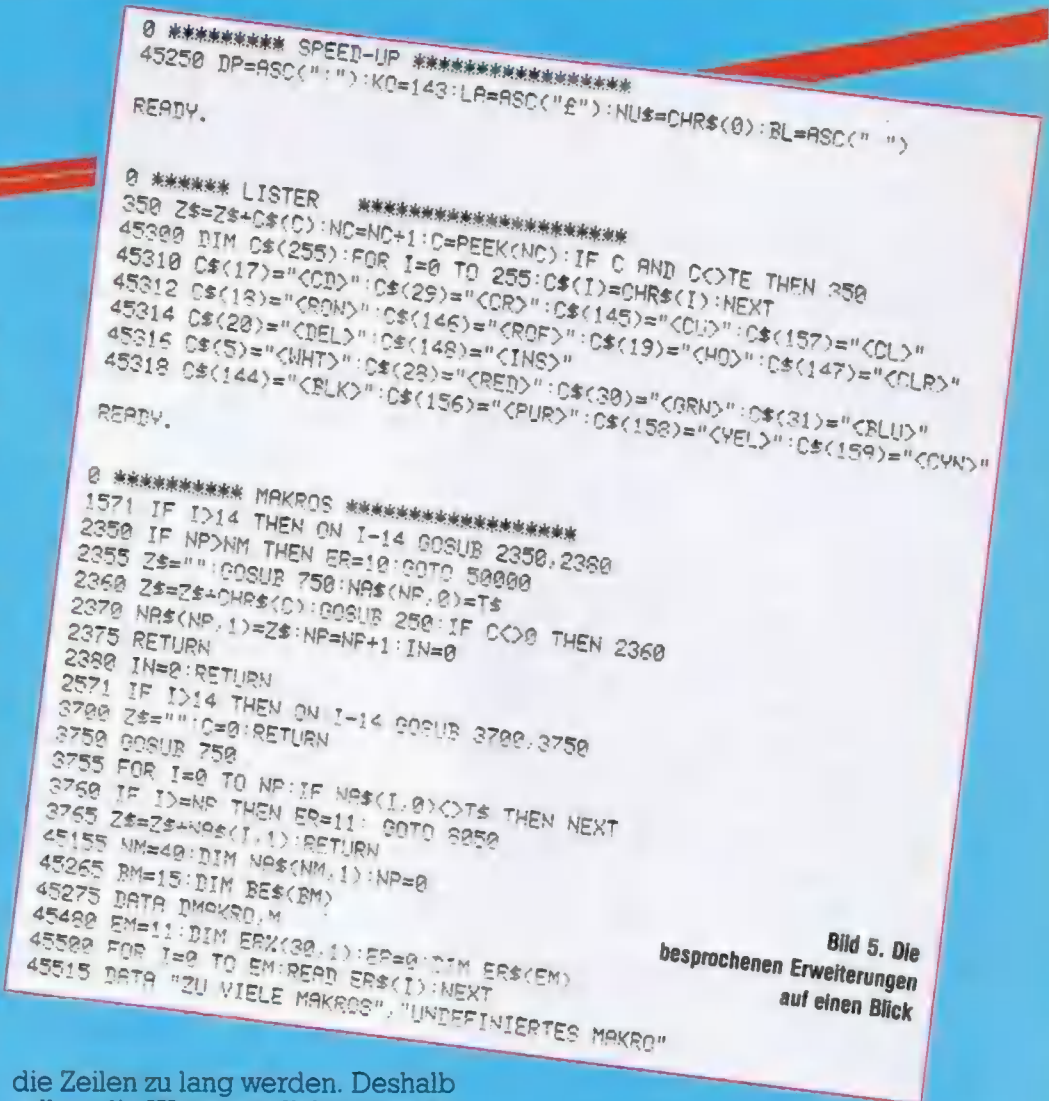 0 ********* SPEED-UP *****************
45250 DP=ASC(":"):KO=143:LA=ASC("£"):NU$=CHR$(0):BL=ASC(" ")
READY.
0 ****** LISTER *********************
350 Z$=Z$+C$(C):NC=NC+1:C=PEEK(NC):IF C AND C<>TE THEN 350
45300 DIM C$(255):FOR I=0 TO 255:C$(I)=CHR$(I):NEXT
45310 C$(17)="<CD>":C$(29)="<CR>":C$(145)="<CU>":C$(157)="<CL>"
45312 C$(18)="<RON>":C$(146)="<ROF>":C$(19)="<HO>":C$(147)="<CLR>"
45314 C$(20)="<DEL>":C$(148)="<INS>"
45316 C$(5)="<WHT>":C$(28)="<RED>":C$(30)="<GRN>":C$(31)="<BLU>"
45318 C$(144)="<BLK>":C$(156)="<PUR>":C$(158)="<YEL>":C$(159)="<CYN>"
READY.
0 ********** MAKROS ******************
1571 IF I>14 THEN ON I-14 GOSUB 2350,2380
2350 IF NP>NM THEN ER=10:GOTO 50000
2355 Z$="":GOSUB 750:NA$(NP,0)=T$
2360 Z$=Z$+CHR$(C):GOSUB 250:IF C<>0 THEN 2360
2370 NA$(NP,1)=Z$:NP=NP+1:IN=0
2375 RETURN
2380 IN=0:RETURN
2571 IF I>14 THEN ON I-14 GOSUB 3700,3750
3700 Z$="":C=0:RETURN
3750 GOSUB 750
3755 FOR I=0 TO NP:IF NA$(I,0)<>T$ THEN NEXT
3760 IF I>=NP THEN ER=11: GOTO 8050
3765 Z$=Z$+NA$(I,1):RETURN
45155 NM=40:DIM NA$(NM,1):NP=0
45265 BM=15:DIM BE$(BM)
45275 DATA DMAKRO,M
45480 EM=11:DIM ER%(30,1):EP=0:DIM ER$(EM)
45500 FOR I=0 TO EM:READ ER$(I):NEXT
45515 DATA "ZU VIELE MAKROS","UNDEFINIERTES MAKRO"
Bild 5. Die
besprochenen Erweiterungen
auf einen Blick
die Zeilen zu lang werden. Deshalb